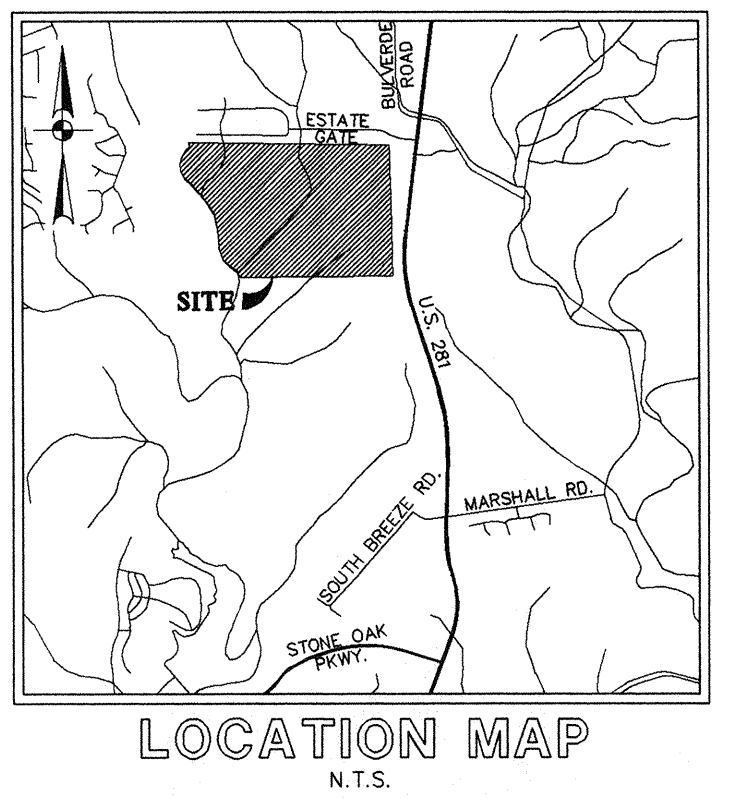 BULVERDE
ROAD
ESTATE
GATE
SITE
U.S. 281
SOUTH BREEZE RD.
MARSHALL RD.
STONE OAK
PKWY.
LOCATION MAP
N.T.S.